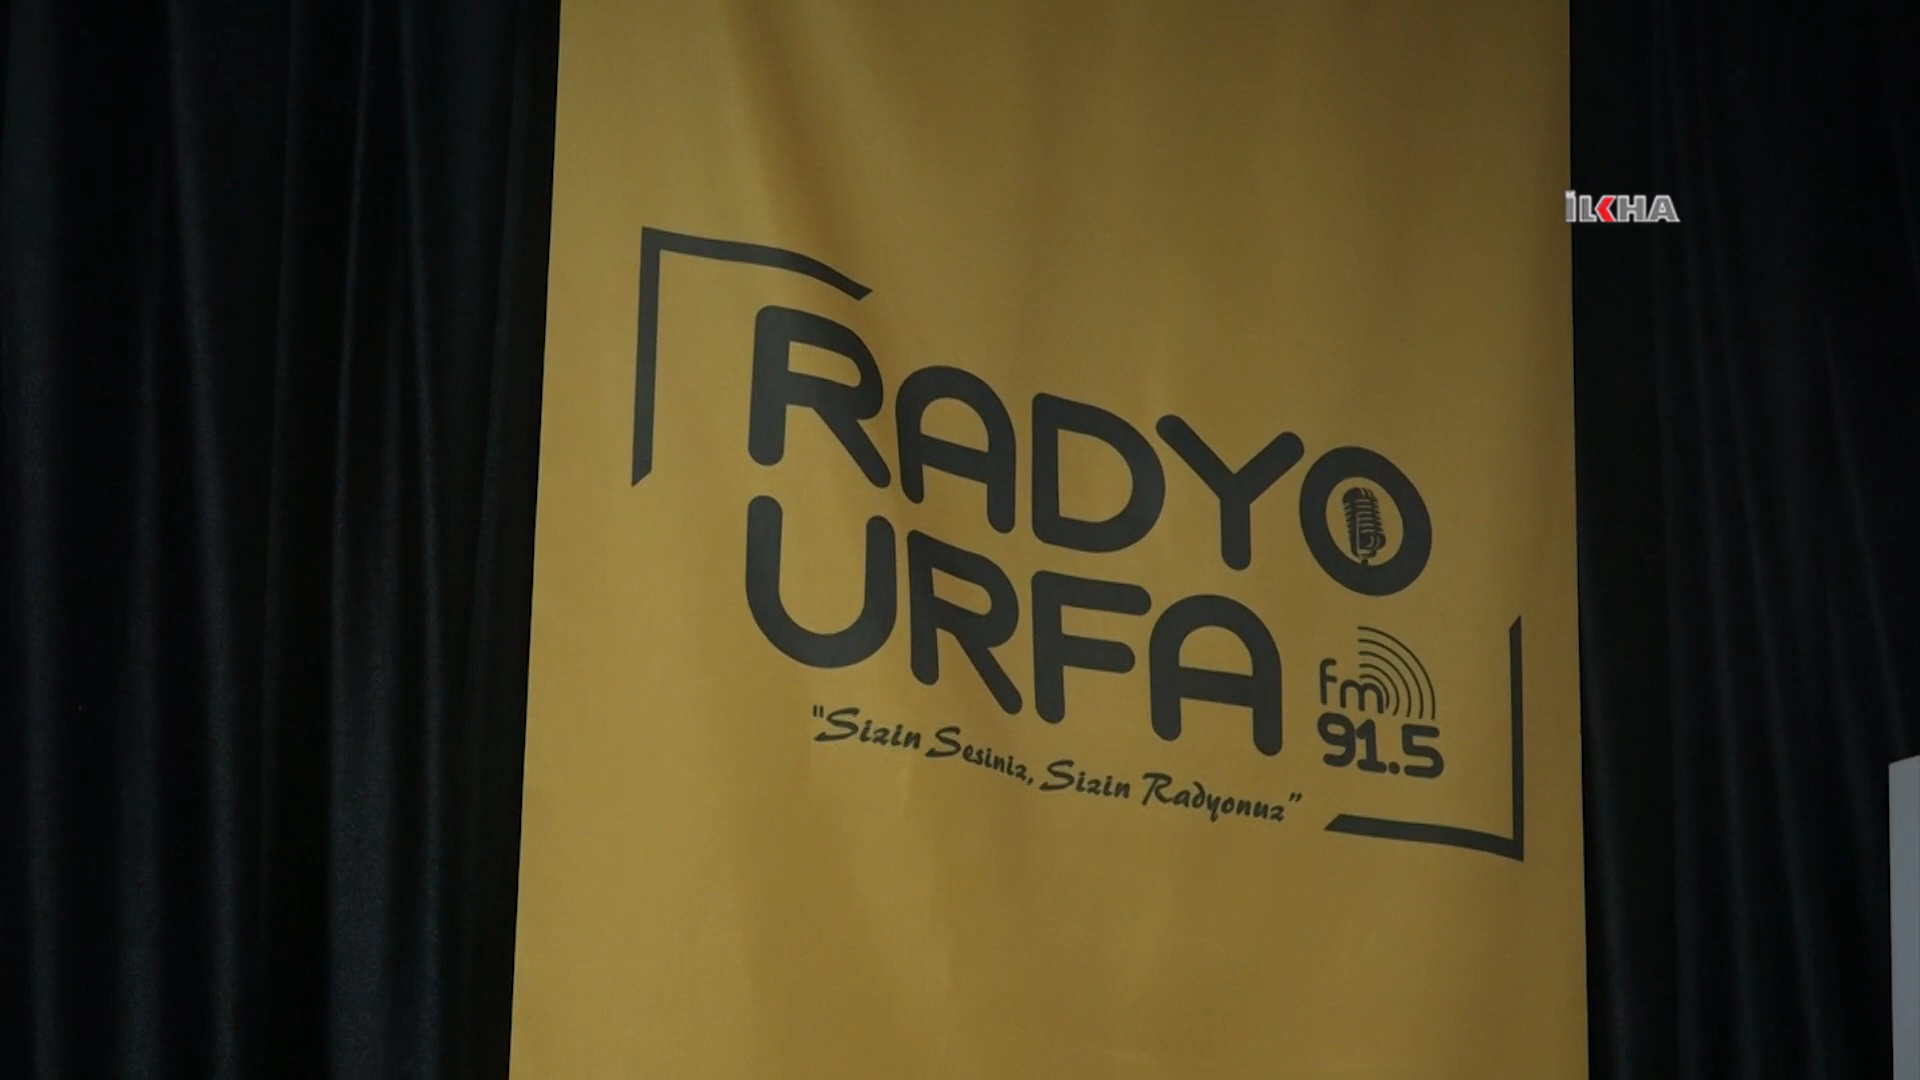 İLKHA
RADYO
URFA
fm
91.5
"Sizin Sesiniz, Sizin Radyonuz"